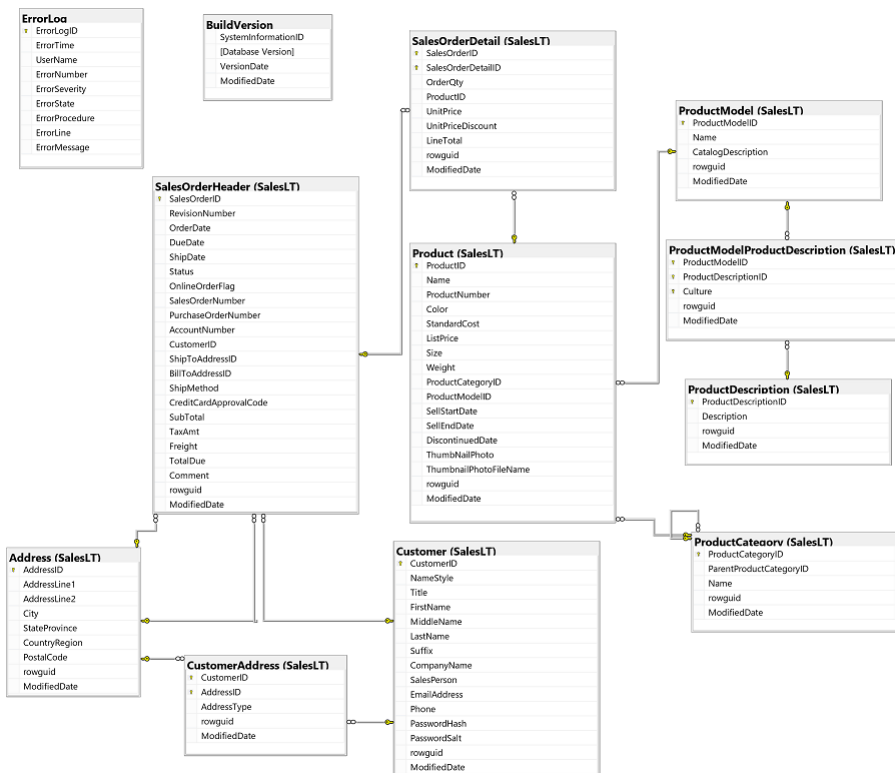 ErrorLog
ErrorLogID
ErrorTime
UserName
ErrorNumber
ErrorSeverity
ErrorState
ErrorProcedure
ErrorLine
ErrorMessage
BuildVersion
SystemInformationID
[Database Version]
VersionDate
ModifiedDate
SalesOrderDetail (SalesLT)
SalesOrderID
SalesOrderDetailID
OrderQty
ProductID
UnitPrice
UnitPriceDiscount
LineTotal
rowguid
ModifiedDate
ProductModel (SalesLT)
ProductModelID
Name
CatalogDescription
rowguid
ModifiedDate
SalesOrderHeader (SalesLT)
SalesOrderID
RevisionNumber
OrderDate
DueDate
ShipDate
Status
OnlineOrderFlag
SalesOrderNumber
PurchaseOrderNumber
AccountNumber
CustomerID
ShipToAddressID
BillToAddressID
ShipMethod
CreditCardApprovalCode
SubTotal
TaxAmt
Freight
TotalDue
Comment
rowguid
ModifiedDate
Product (SalesLT)
ProductID
Name
ProductNumber
Color
StandardCost
ListPrice
Size
Weight
ProductCategoryID
ProductModelID
SellStartDate
SellEndDate
DiscontinuedDate
ThumbNailPhoto
ThumbnailPhotoFileName
rowguid
ModifiedDate
ProductModelProductDescription (SalesLT)
ProductModelID
ProductDescriptionID
Culture
rowguid
ModifiedDate
ProductDescription (SalesLT)
ProductDescriptionID
Description
rowguid
ModifiedDate
ProductCategory (SalesLT)
ProductCategoryID
ParentProductCategoryID
Name
rowguid
ModifiedDate
Address (SalesLT)
AddressID
AddressLine1
AddressLine2
City
StateProvince
CountryRegion
PostalCode
rowguid
ModifiedDate
CustomerAddress (SalesLT)
CustomerID
AddressID
AddressType
rowguid
ModifiedDate
Customer (SalesLT)
CustomerID
NameStyle
Title
FirstName
MiddleName
LastName
Suffix
CompanyName
SalesPerson
EmailAddress
Phone
PasswordHash
PasswordSalt
rowguid
ModifiedDate